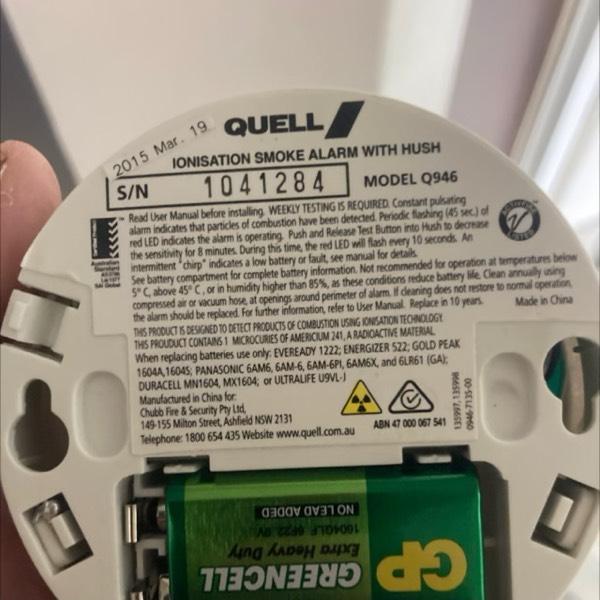 2015 Mar. 19
QUELL
IONISATION SMOKE ALARM WITH HUSH
S/N 1041284 MODEL Q946
Read User Manual before installing. WEEKLY TESTING IS REQUIRED. Constant pulsating
alarm indicates that particles of combustion have been detected. Periodic flashing (45 sec.) of
red LED indicates the alarm is operating. Push and Release Test Button into Hush to decrease
the sensitivity for 8 minutes. During this time, the red LED will flash every 10 seconds. An
intermittent "chirp" indicates a low battery or fault, see manual for details.
See battery compartment for complete battery information. Not recommended for operation at temperatures below
5° C, above 45° C, or in humidity higher than 85%, as these conditions reduce battery life. Clean annually using
compressed air or vacuum hose, at openings around perimeter of alarm. If cleaning does not restore to normal operation,
the alarm should be replaced. For further information, refer to User Manual. Replace in 10 years. Made in China
THIS PRODUCT IS DESIGNED TO DETECT PRODUCTS OF COMBUSTION USING IONISATION TECHNOLOGY.
THIS PRODUCT CONTAINS 1 MICROCURIES OF AMERICIUM 241, A RADIOACTIVE MATERIAL.
When replacing batteries use only: EVEREADY 1222; ENERGIZER 522; GOLD PEAK
1604A,1604S; PANASONIC 6AM6, 6AM-6, 6AM-6PI, 6AM6X, and 6LR61 (GA);
DURACELL MN1604, MX1604; or ULTRALIFE U9VL-J
Manufactured in China for:
Chubb Fire & Security Pty Ltd,
149-155 Milton Street, Ashfield NSW 2131
Telephone: 1800 654 435 Website www.quell.com.au
ABN 47 000 067 541
135997, 135998
0946-7135-00
NO LEAD ADDED
1604GLF 6F22 9V
Extra Heavy Duty
GREENCELL
GP